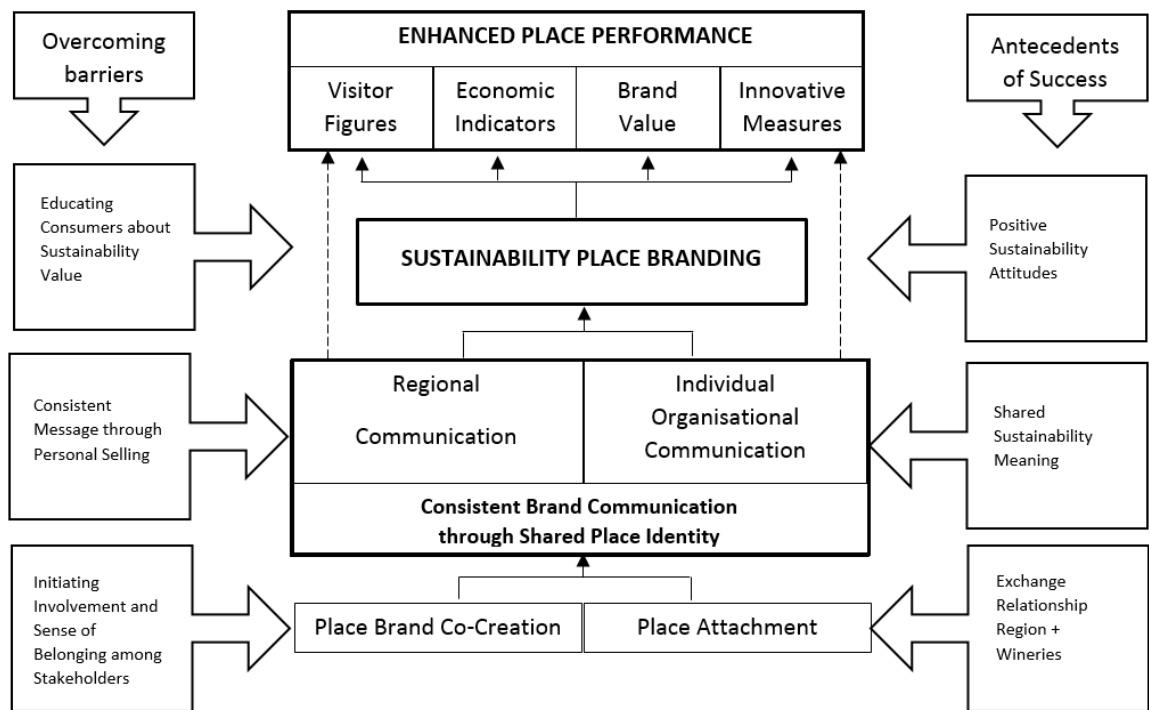 Overcoming
barriers
ENHANCED PLACE PERFORMANCE
Visitor
Figures
Economic
Indicators
Brand
Value
Innovative
Measures
Antecedents
of Success
Educating
Consumers about
Sustainability
Value
SUSTAINABILITY PLACE BRANDING
Positive
Sustainability
Attitudes
Consistent
Message through
Personal Selling
Regional
Communication
Individual
Organisational
Communication
Consistent Brand Communication
through Shared Place Identity
Shared
Sustainability
Meaning
Initiating
Involvement and
Sense of
Belonging among
Stakeholders
Place Brand Co-Creation
Place Attachment
Exchange
Relationship
Region +
Wineries